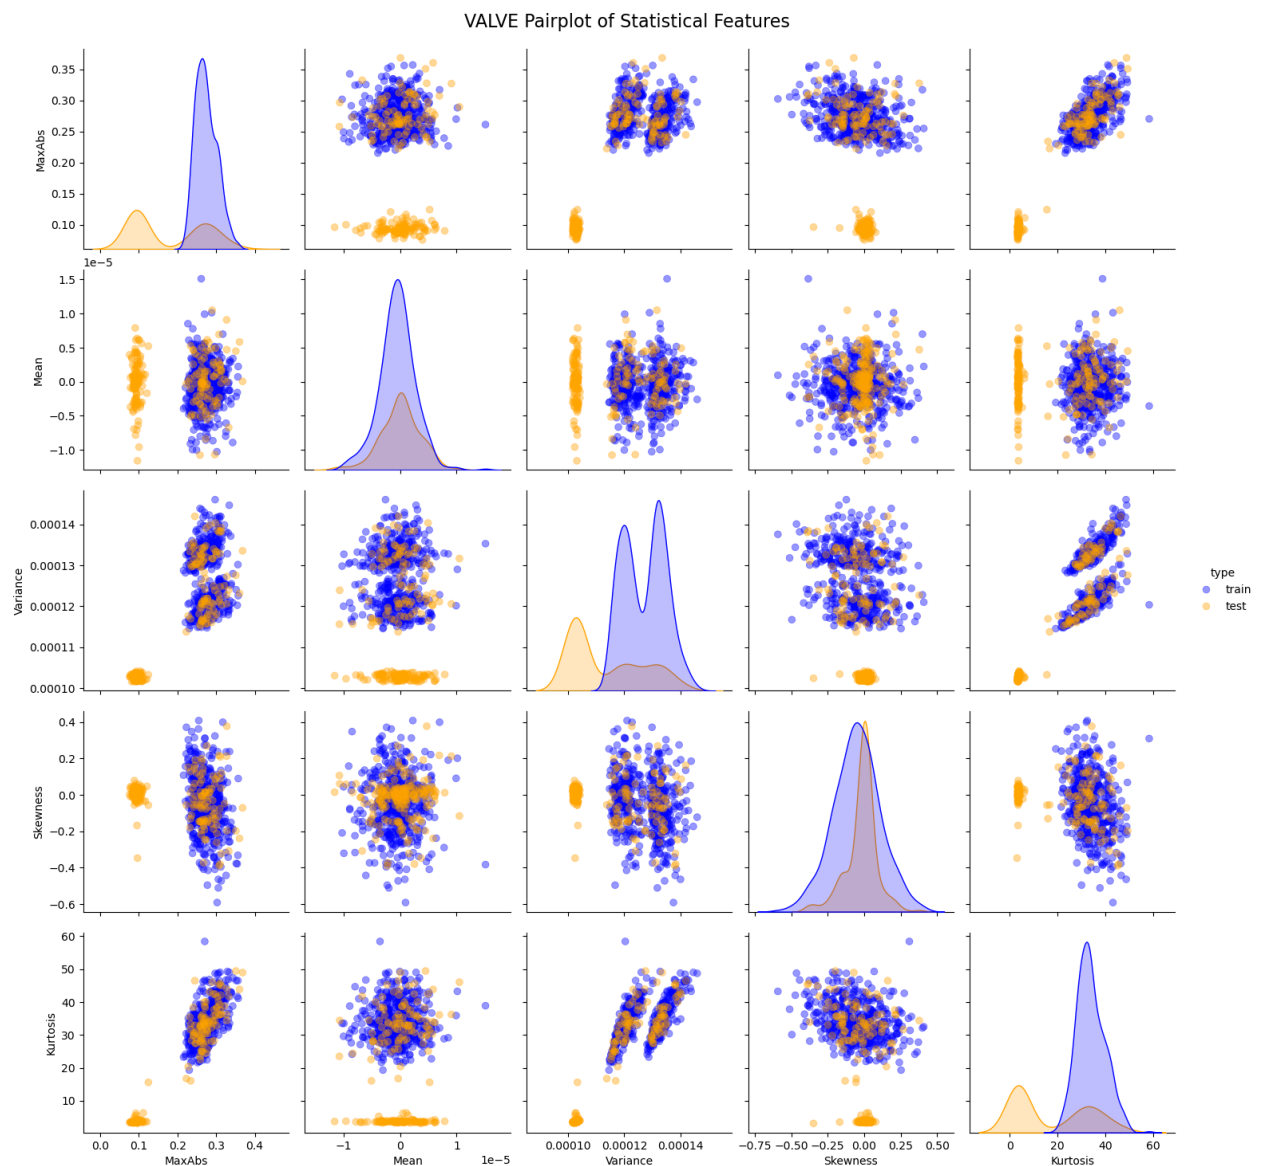 VALVE Pairplot of Statistical Features
0.35
0.30
0.25
0.20
0.15
0.10
MaxAbs
1e−5
1.5
1.0
0.5
0.0
−0.5
−1.0
Mean
0.00014
0.00013
0.00012
0.00011
0.00010
Variance
type
train
test
0.4
0.2
0.0
−0.2
−0.4
−0.6
Skewness
60
50
40
30
20
10
Kurtosis
0.0 0.1 0.2 0.3 0.4
MaxAbs
−1 0 1
1e−5
Mean
0.00010 0.00012 0.00014
Variance
−0.75 −0.50 −0.25 0.00 0.25 0.50
Skewness
0 20 40 60
Kurtosis